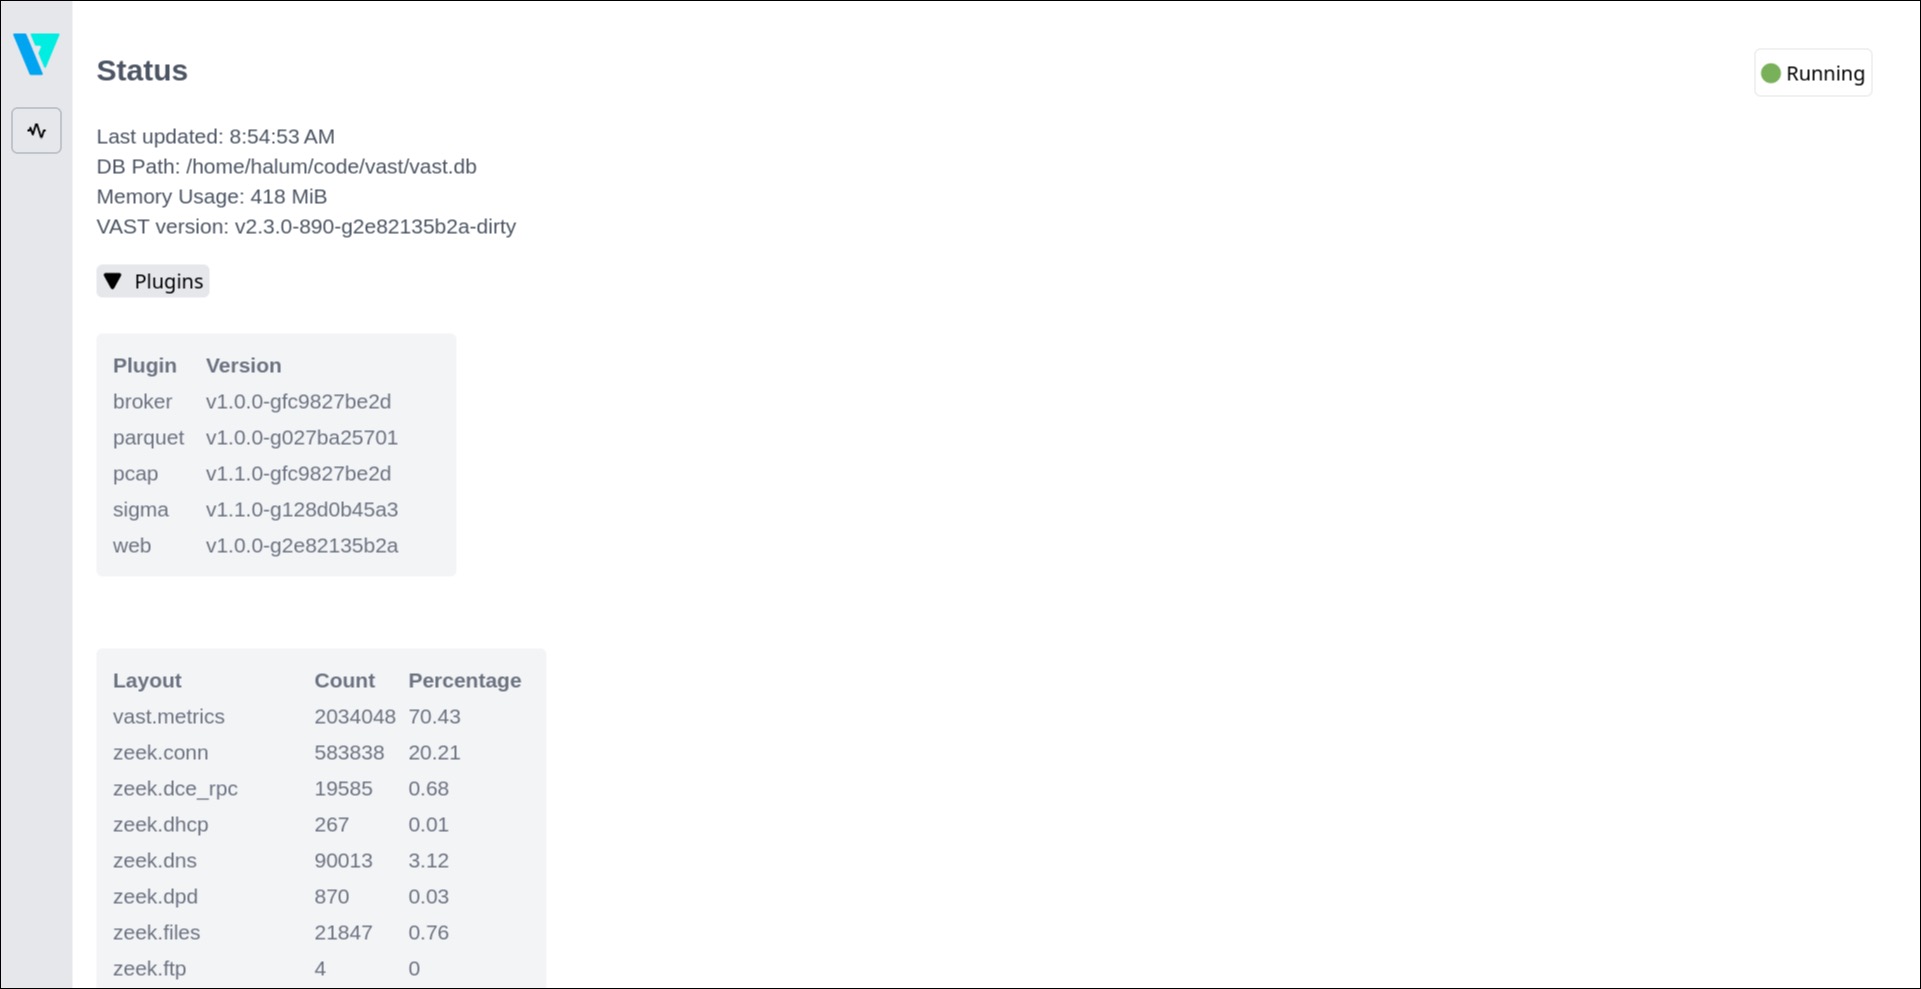 Status
Running
Last updated: 8:54:53 AM
DB Path: /home/halum/code/vast/vast.db
Memory Usage: 418 MiB
VAST version: v2.3.0-890-g2e82135b2a-dirty
Plugins
Plugin Version
broker v1.0.0-gfc9827be2d
parquet v1.0.0-g027ba25701
pcap v1.1.0-gfc9827be2d
sigma v1.1.0-g128d0b45a3
web v1.0.0-g2e82135b2a
Layout Count Percentage
vast.metrics 2034048 70.43
zeek.conn 583838 20.21
zeek.dce_rpc 19585 0.68
zeek.dhcp 267 0.01
zeek.dns 90013 3.12
zeek.dpd 870 0.03
zeek.files 21847 0.76
zeek.ftp 4 0